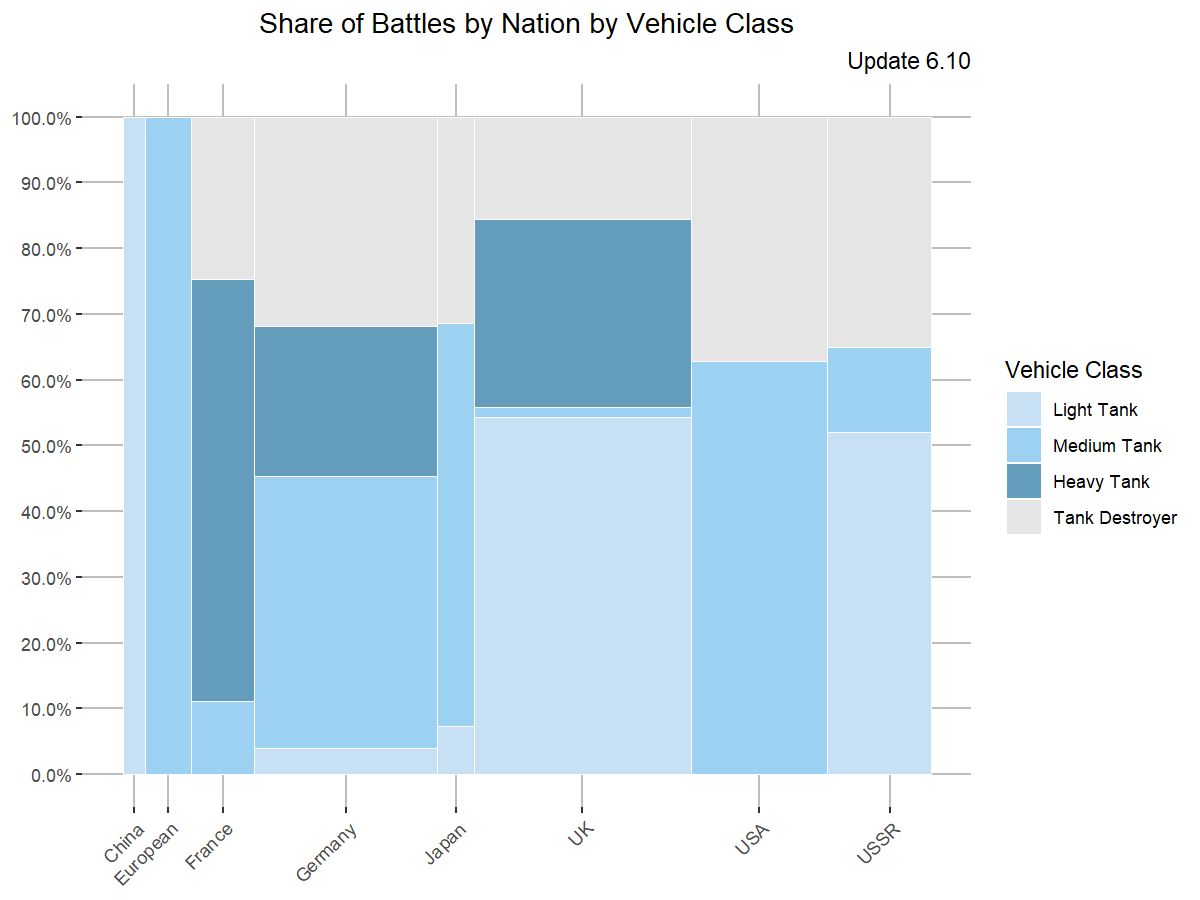 Share of Battles by Nation by Vehicle Class
Update 6.10
100.0%
90.0%
80.0%
70.0%
60.0%
50.0%
40.0%
30.0%
20.0%
10.0%
0.0%
China
European
France
Germany
Japan
UK
USA
USSR
Vehicle Class
Light Tank
Medium Tank
Heavy Tank
Tank Destroyer